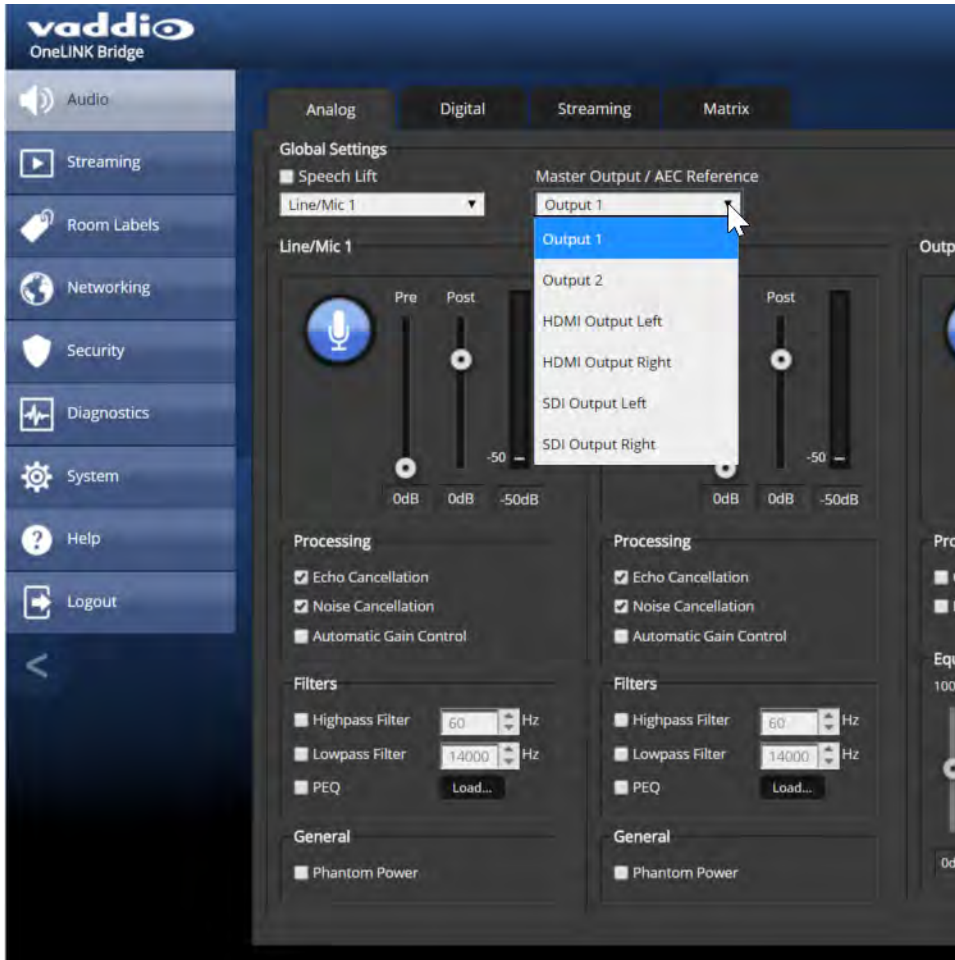 vaddio
OneLINK Bridge
Audio
Streaming
Room Labels
Networking
Security
Diagnostics
System
Help
Logout
<
Analog Digital Streaming Matrix
Global Settings
Speech Lift
Line/Mic 1
Master Output / AEC Reference
Output 1
Output 1
Output 2
HDMI Output Left
HDMI Output Right
SDI Output Left
SDI Output Right
Line/Mic 1
Pre Post
-50
0dB 0dB -50dB
Processing
Echo Cancellation
Noise Cancellation
Automatic Gain Control
Filters
Highpass Filter 60 Hz
Lowpass Filter 14000 Hz
PEQ Load...
General
Phantom Power
Post
-50
0dB 0dB -50dB
Processing
Echo Cancellation
Noise Cancellation
Automatic Gain Control
Filters
Highpass Filter 60 Hz
Lowpass Filter 14000 Hz
PEQ Load...
General
Phantom Power
Outp
Pro
Equ
100
0d